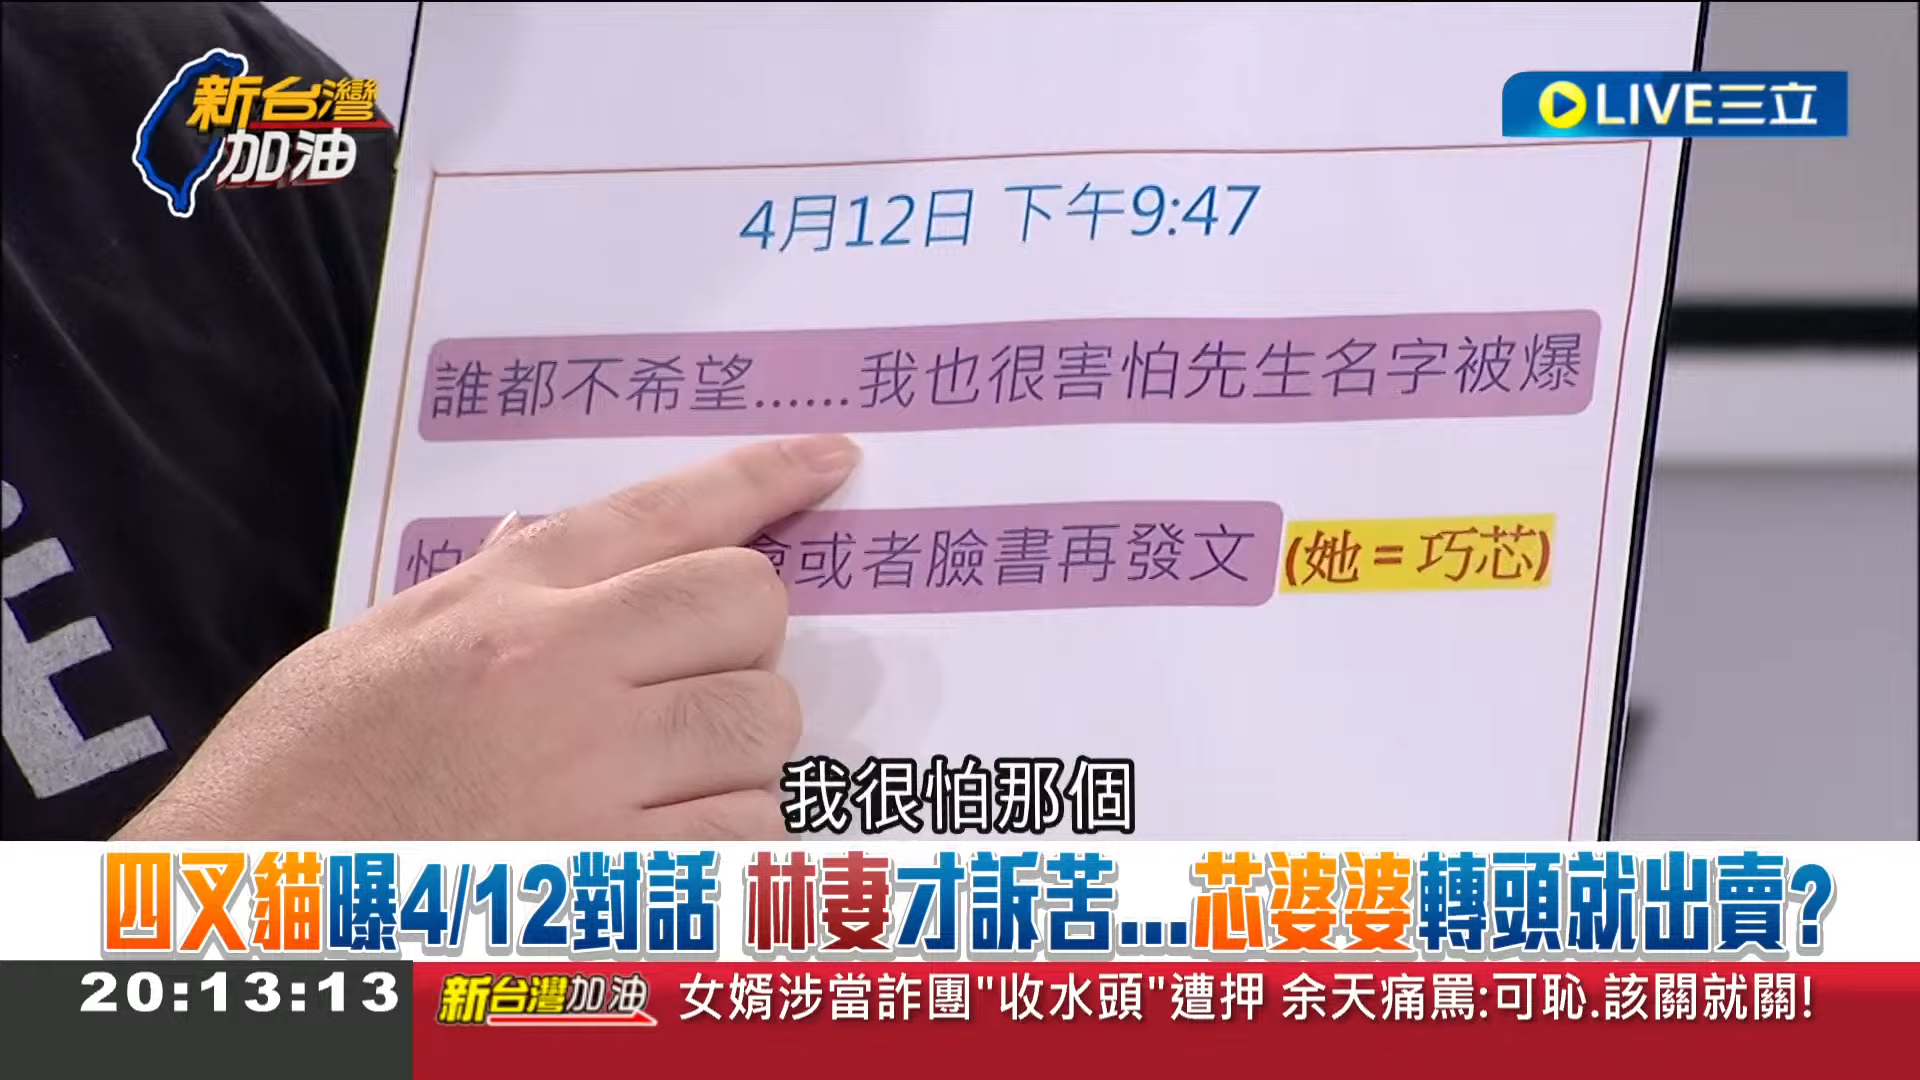 新台灣
加油
LIVE三立
4月12日 下午9:47
誰都不希望......我也很害怕先生名字被爆
怕 會或者臉書再發文 (她 = 巧芯)
E
我很怕那個
四叉貓曝4/12對話 林妻才訴苦...芯婆婆轉頭就出賣?
20:13:13
新台灣加油 女婿涉當詐團"收水頭"遭押 余天痛罵:可恥.該關就關!